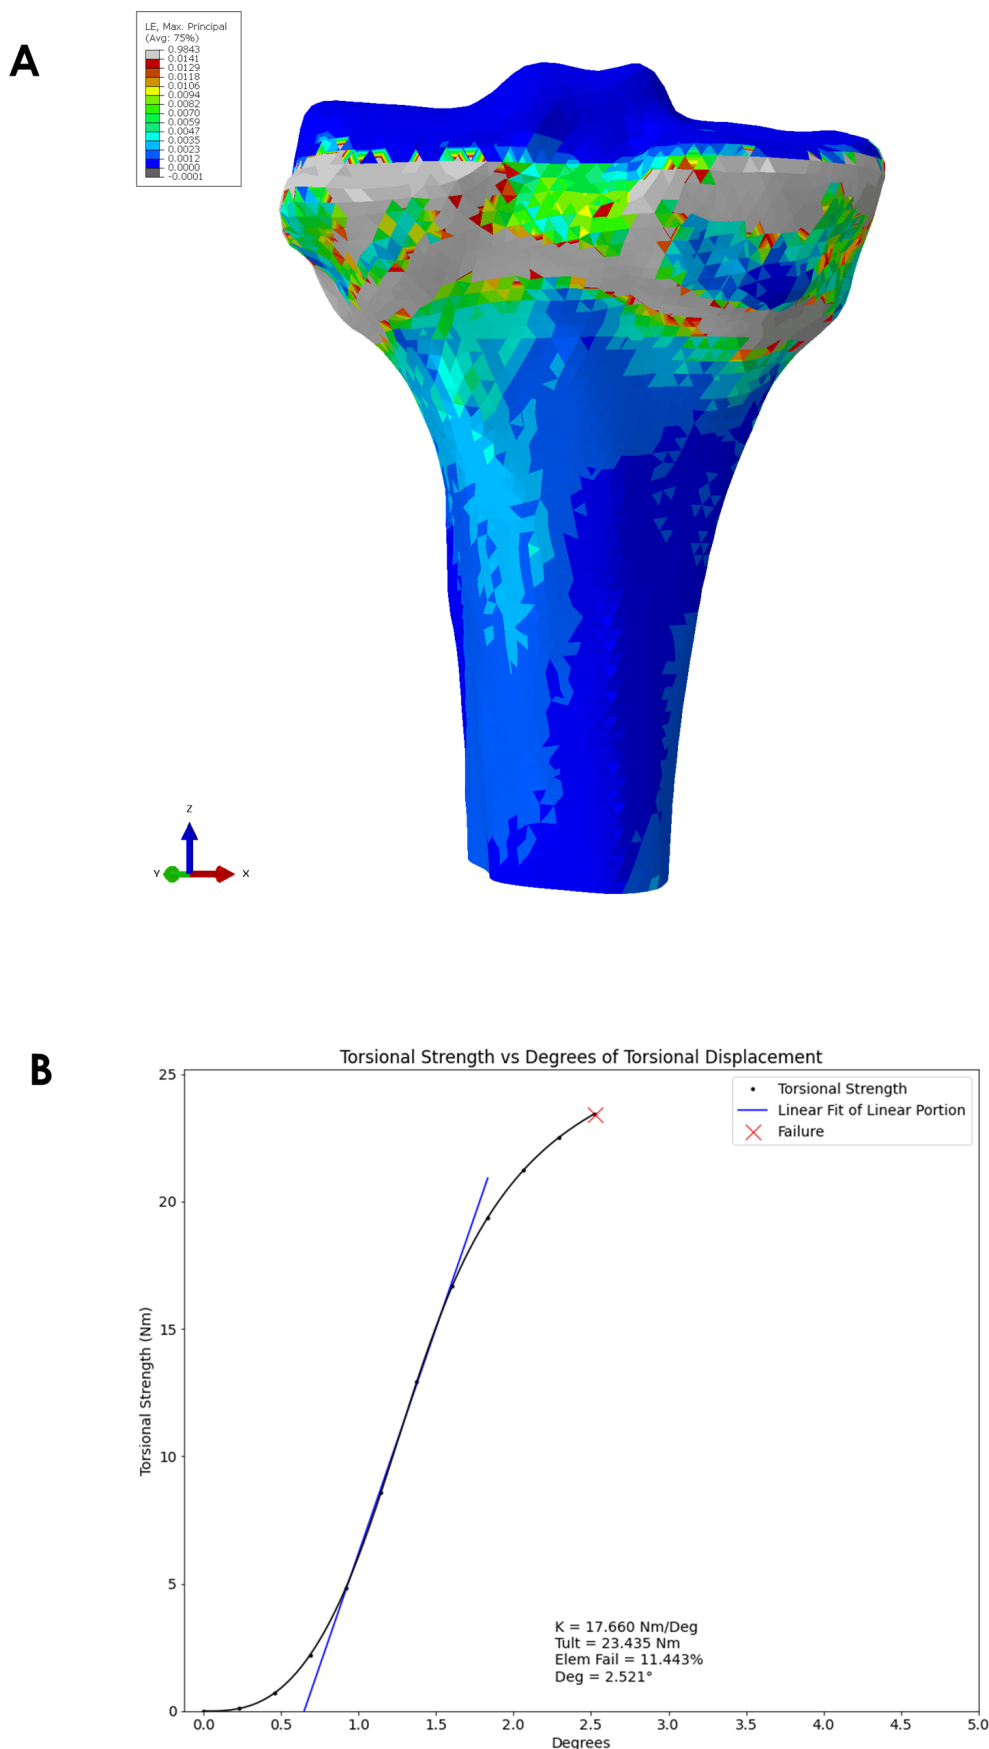 A
LE, Max. Principal
(Avg: 75%)
0.9843
0.0141
0.0129
0.0118
0.0106
0.0094
0.0082
0.0070
0.0059
0.0047
0.0035
0.0023
0.0012
0.0000
-0.0001
Z
Y
X
B
Torsional Strength vs Degrees of Torsional Displacement
Torsional Strength
Linear Fit of Linear Portion
Failure
Torsional Strength (Nm)
25
20
15
10
5
0
K = 17.660 Nm/Deg
Tult = 23.435 Nm
Elem Fail = 11.443%
Deg = 2.521°
0.0 0.5 1.0 1.5 2.0 2.5 3.0 3.5 4.0 4.5 5.0
Degrees